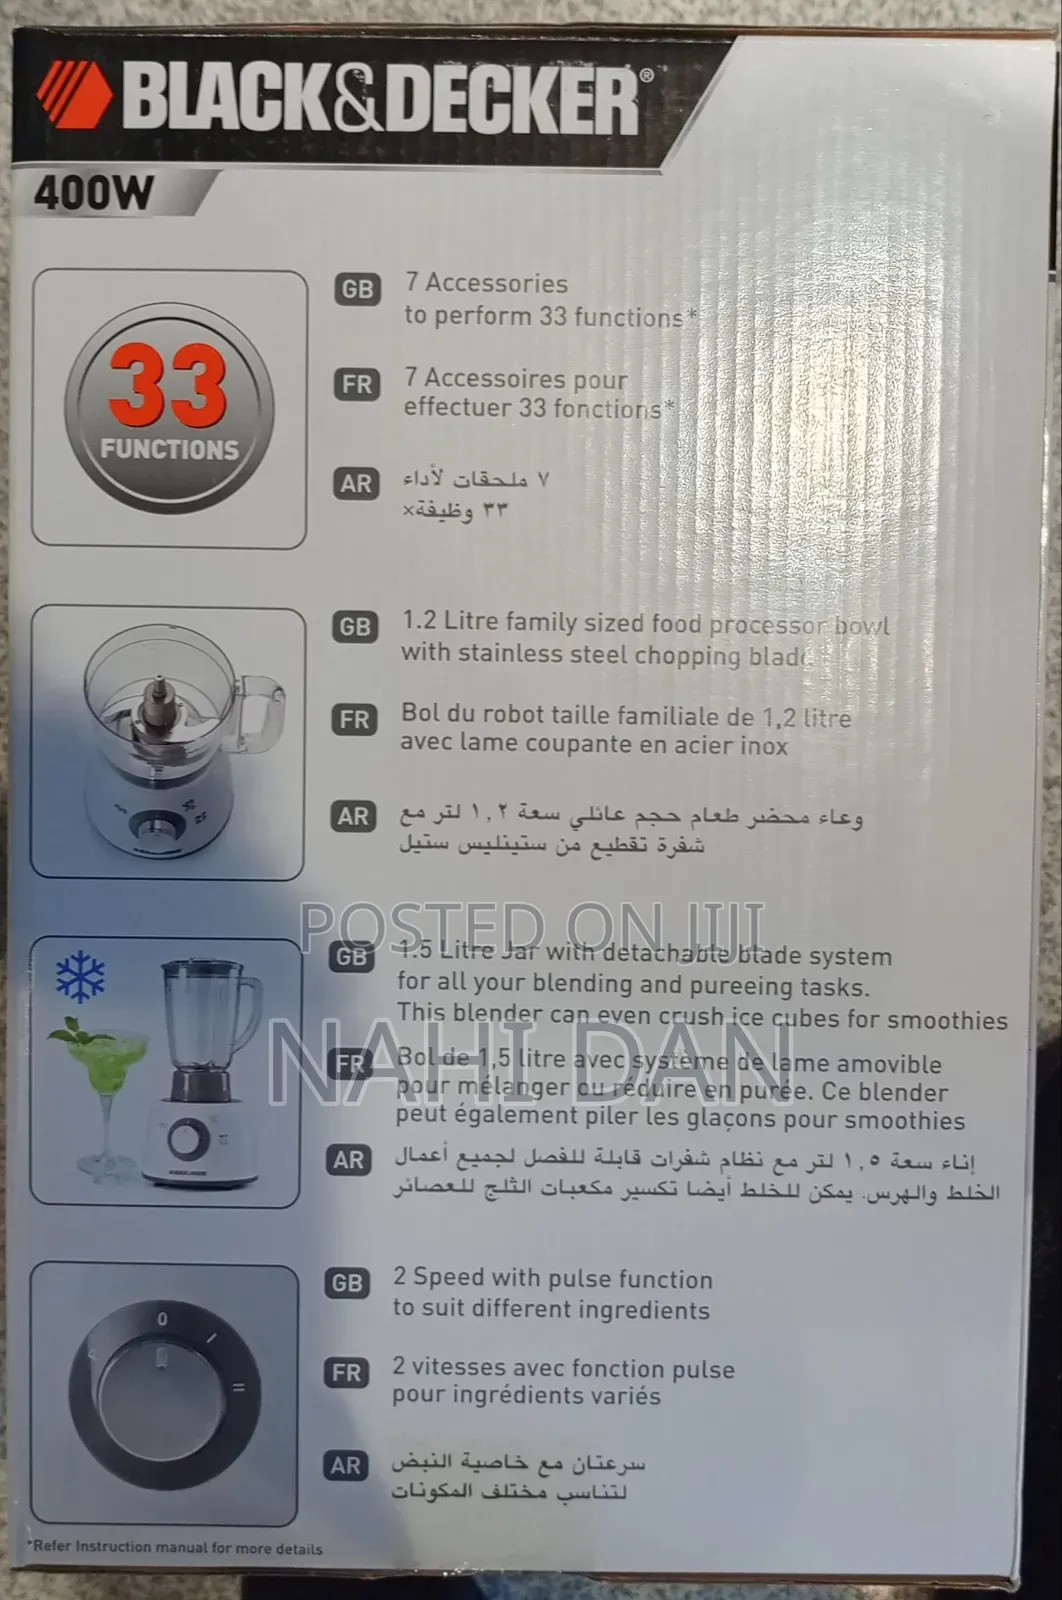 BLACK&DECKER®
400W
33
FUNCTIONS
GB
7 Accessories
to perform 33 functions*
FR
7 Accessoires pour
effectuer 33 fonctions*
AR
٧ ملحقات لأداء
٣٣ وظيفة×
GB
1.2 Litre family sized food processor bowl
with stainless steel chopping blade
FR
Bol du robot taille familiale de 1,2 litre
avec lame coupante en acier inox
AR
وعاء محضر طعام حجم عائلي سعة ١,٢ لتر مع
شفرة تقطيع من ستينليس ستيل
POSTED ON JIJI
GB
1.5 Litre Jar with detachable blade system
for all your blending and pureeing tasks.
This blender can even crush ice cubes for smoothies
NAHI DAN
FR
Bol de 1,5 litre avec système de lame amovible
pour mélanger ou réduire en purée. Ce blender
peut également piler les glaçons pour smoothies
AR
إناء سعة ١,٥ لتر مع نظام شفرات قابلة للفصل لجميع أعمال
الخلط والهرس. يمكن للخلط أيضا تكسير مكعبات الثلج للعصائر
0
GB
2 Speed with pulse function
to suit different ingredients
FR
2 vitesses avec fonction pulse
pour ingrédients variés
AR
سرعتان مع خاصية النبض
لتناسب مختلف المكونات
*Refer Instruction manual for more details